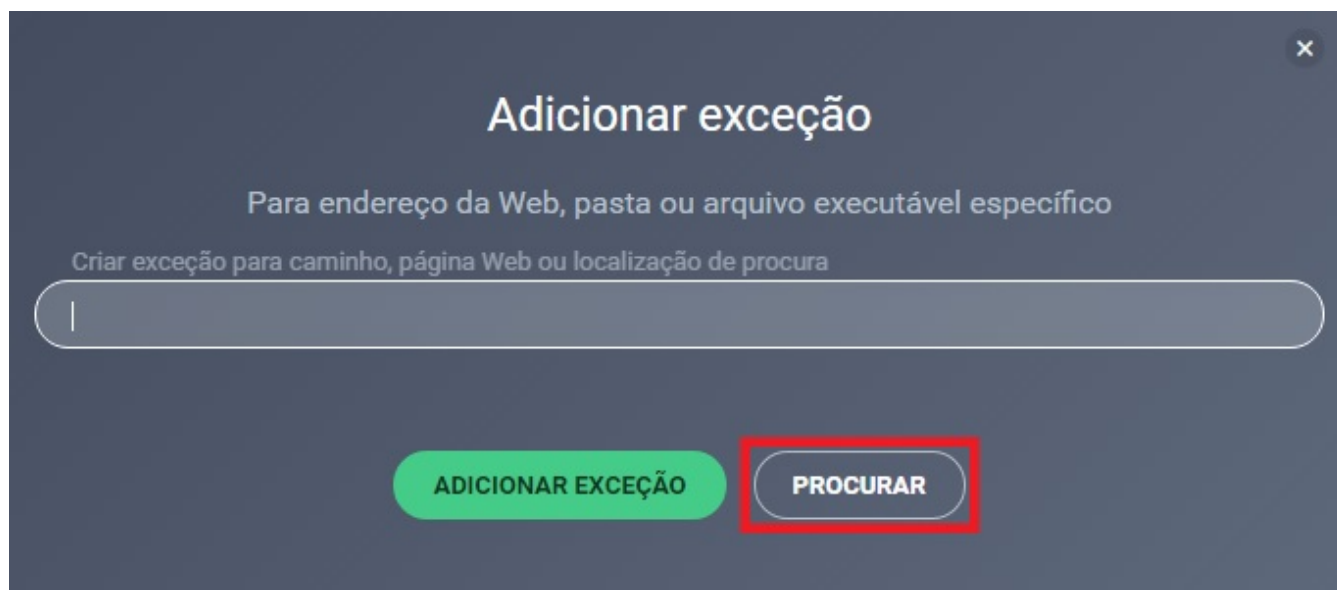 Adicionar exceção
Para endereço da Web, pasta ou arquivo executável específico
Criar exceção para caminho, página Web ou localização de procura
ADICIONAR EXCEÇÃO
PROCURAR